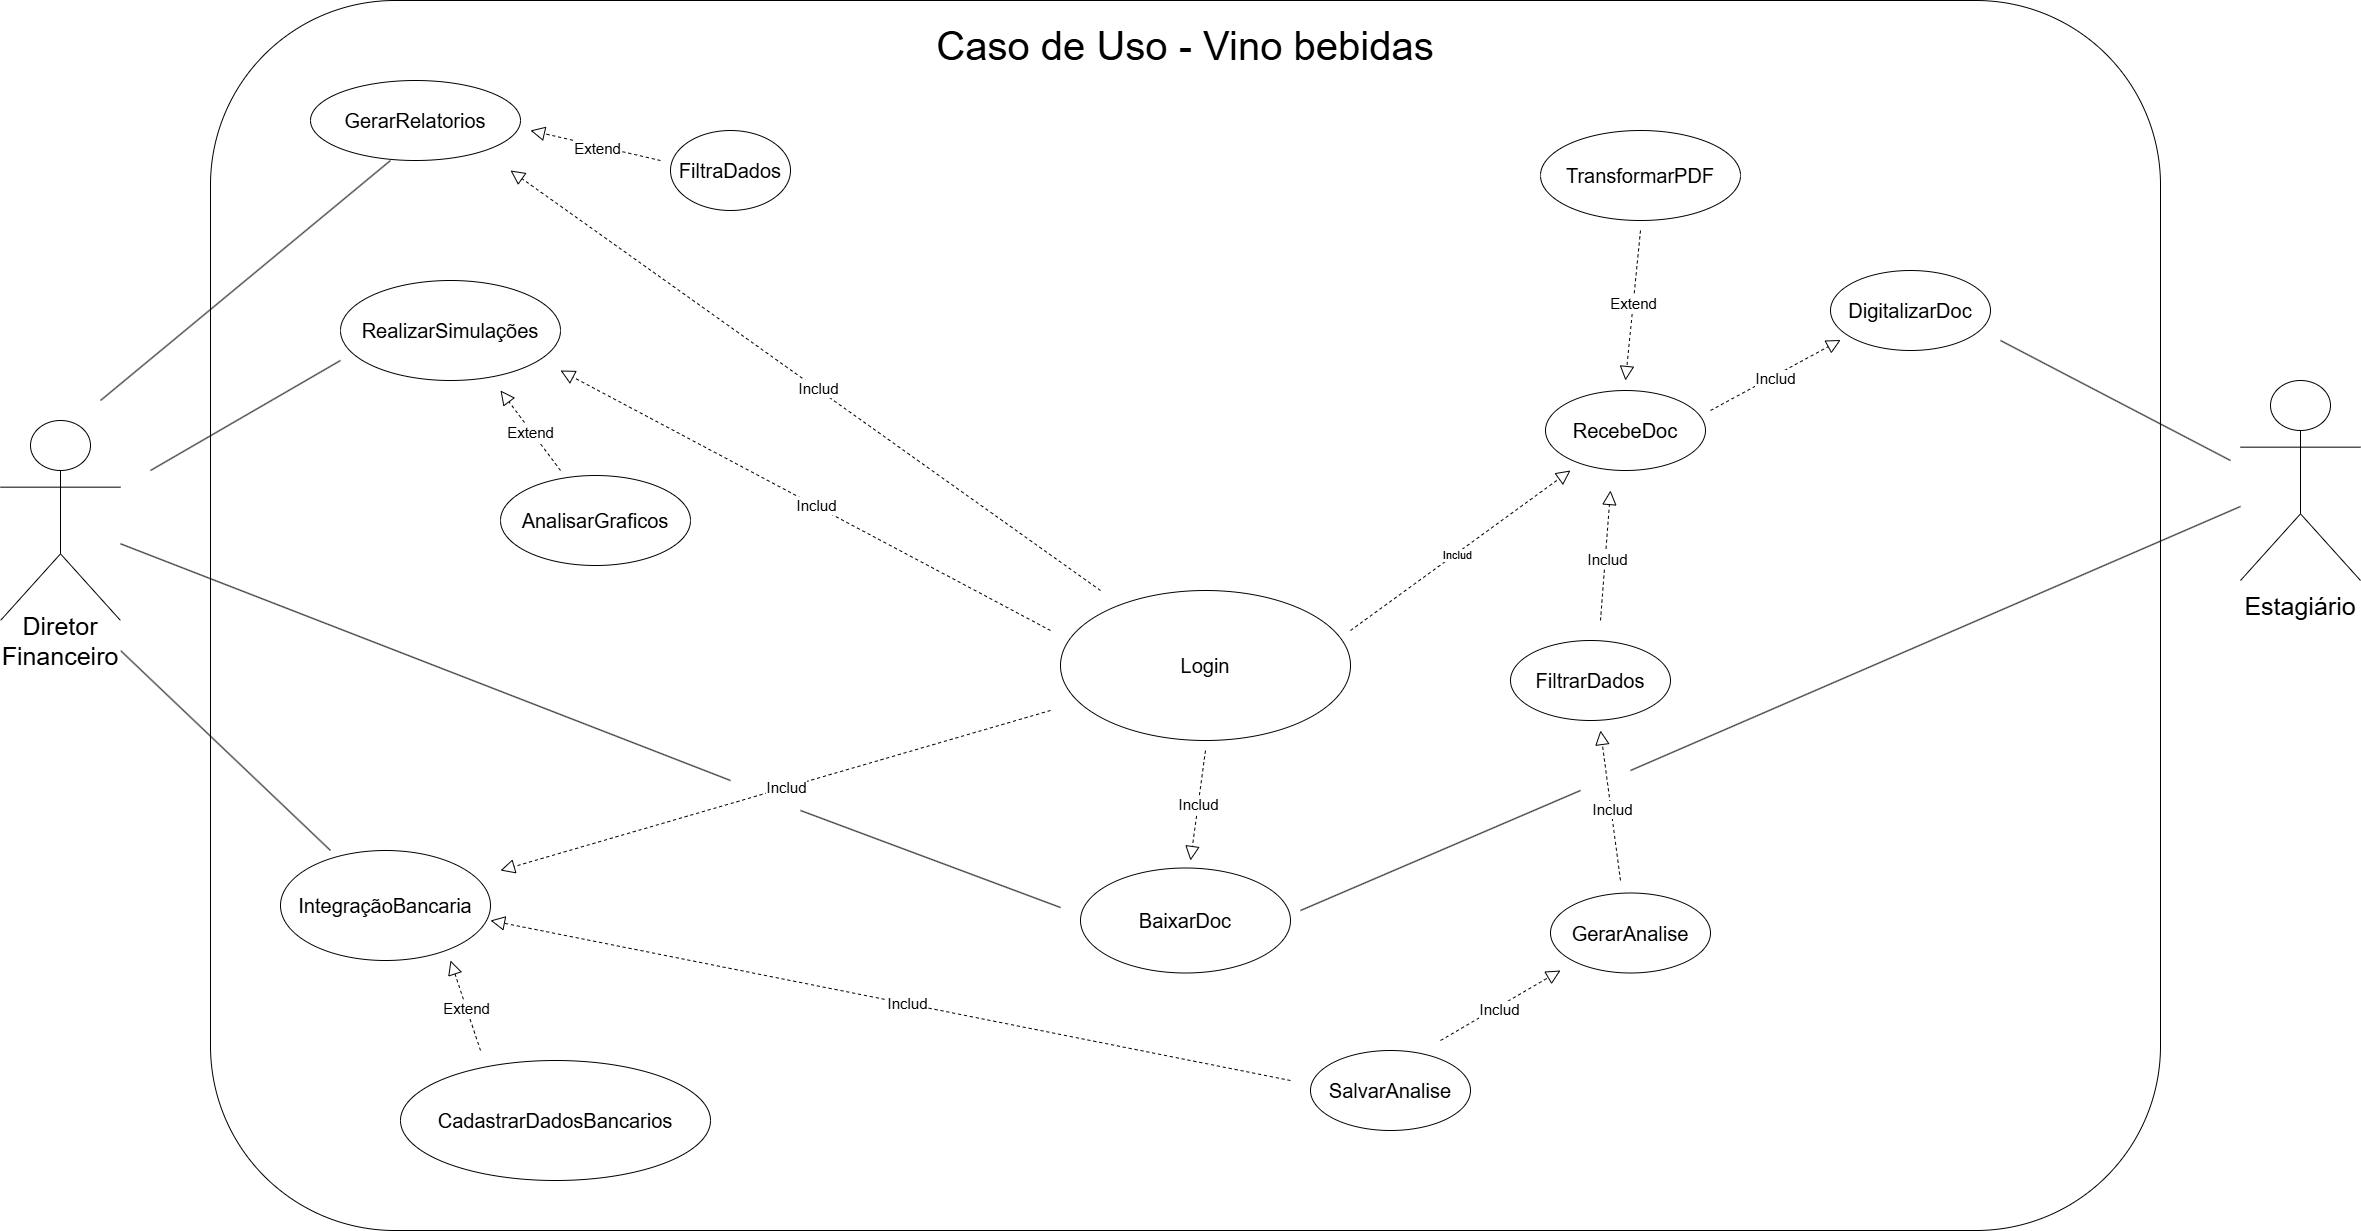 Caso de Uso - Vino bebidas
GerarRelatorios
Extend
FiltraDados
TransformarPDF
Extend
DigitalizarDoc
RealizarSimulações
Includ
Includ
Extend
RecebeDoc
AnalisarGraficos
Includ
Includ
Includ
Diretor
Financeiro
Estagiário
Login
FiltrarDados
Includ
Includ
Includ
IntegraçãoBancaria
BaixarDoc
GerarAnalise
Extend
Includ
Includ
CadastrarDadosBancarios
SalvarAnalise